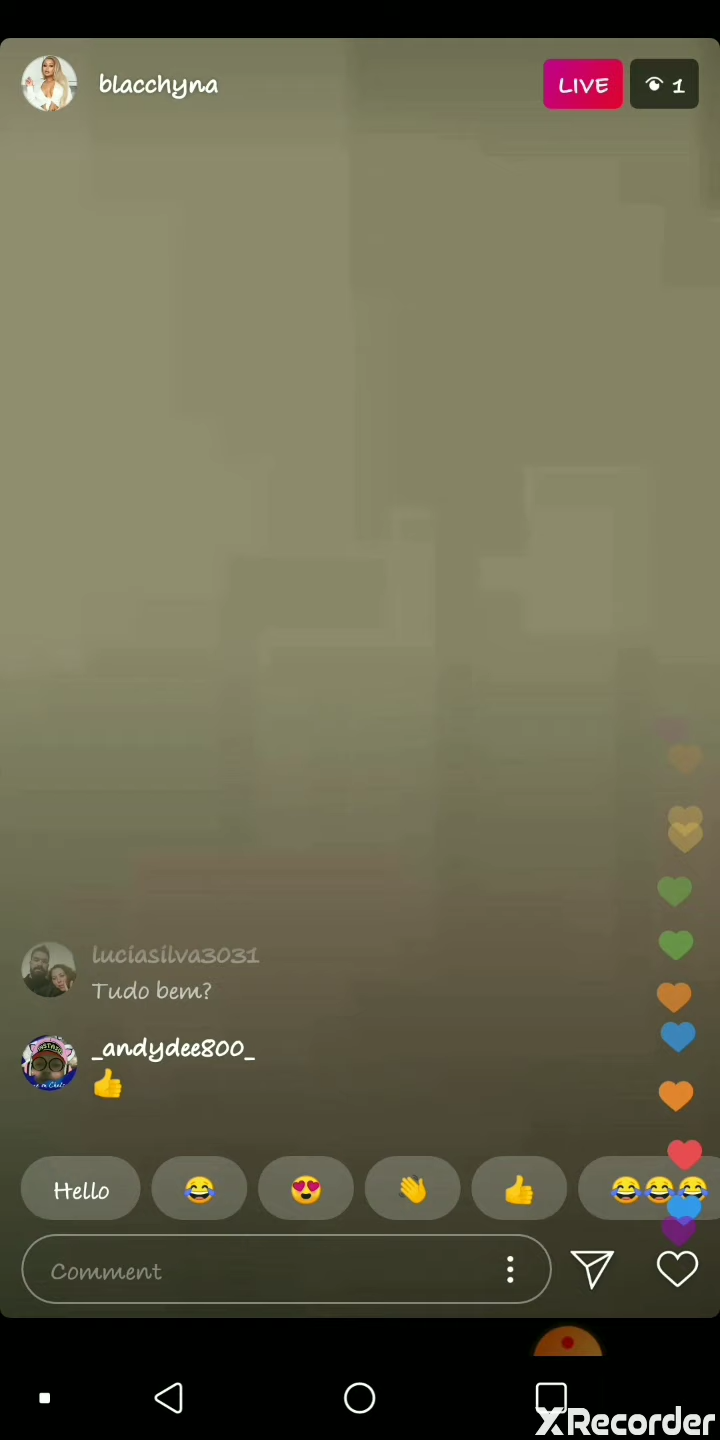 blacchyna
LIVE
1
luciasilva3031
Tudo bem?
_andydee800_
Hello
Comment
XRecorder